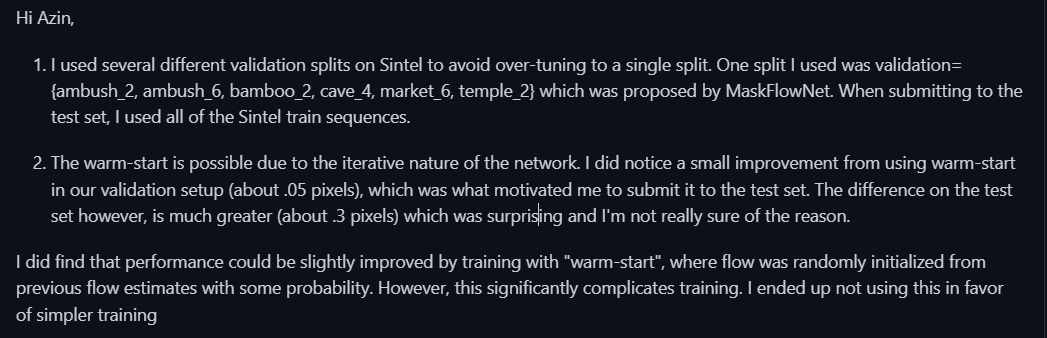 Hi Azin,
1. I used several different validation splits on Sintel to avoid over-tuning to a single split. One split I used was validation=
{ambush_2, ambush_6, bamboo_2, cave_4, market_6, temple_2} which was proposed by MaskFlowNet. When submitting to the
test set, I used all of the Sintel train sequences.
2. The warm-start is possible due to the iterative nature of the network. I did notice a small improvement from using warm-start
in our validation setup (about .05 pixels), which was what motivated me to submit it to the test set. The difference on the test
set however, is much greater (about .3 pixels) which was surprising and I'm not really sure of the reason.
I did find that performance could be slightly improved by training with "warm-start", where flow was randomly initialized from
previous flow estimates with some probability. However, this significantly complicates training. I ended up not using this in favor
of simpler training